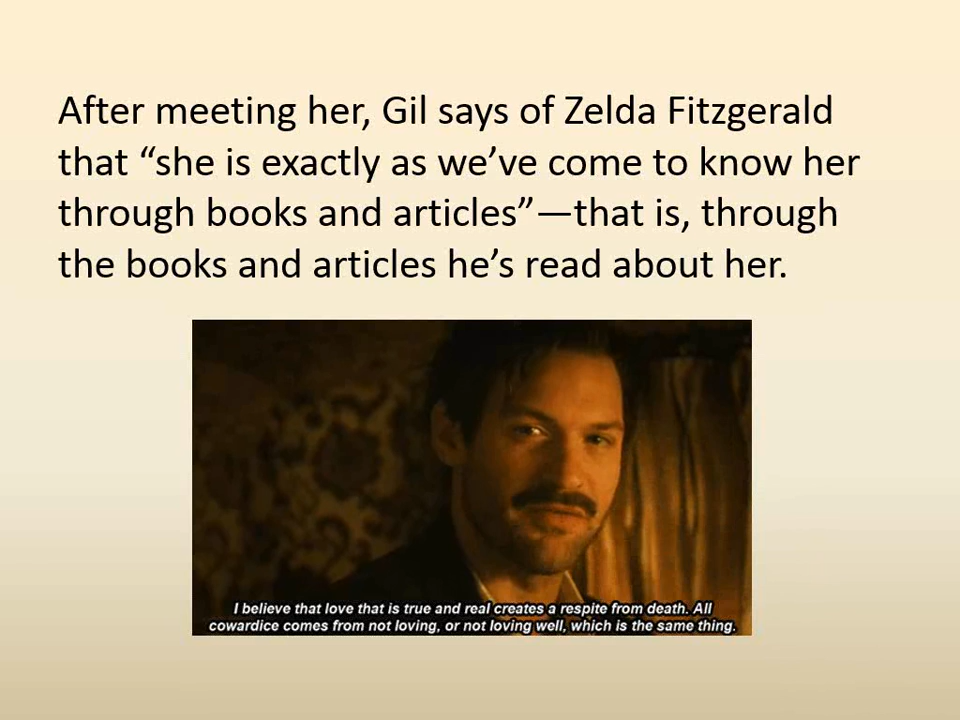 After meeting her, Gil says of Zelda Fitzgerald
that “she is exactly as we’ve come to know her
through books and articles”—that is, through
the books and articles he’s read about her.
I believe that love that is true and real creates a respite from death. All
cowardice comes from not loving, or not loving well, which is the same thing.